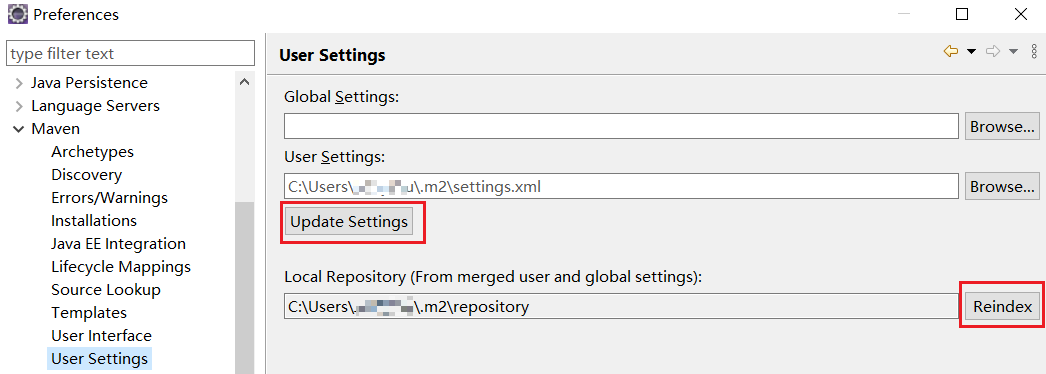 Preferences
type filter text
Java Persistence
Language Servers
Maven
Archetypes
Discovery
Errors/Warnings
Installations
Java EE Integration
Lifecycle Mappings
Source Lookup
Templates
User Interface
User Settings
User Settings
Global Settings:
Browse...
User Settings:
C:\Users\ u\.m2\settings.xml
Browse...
Update Settings
Local Repository (From merged user and global settings):
C:\Users\ \.m2\repository
Reindex